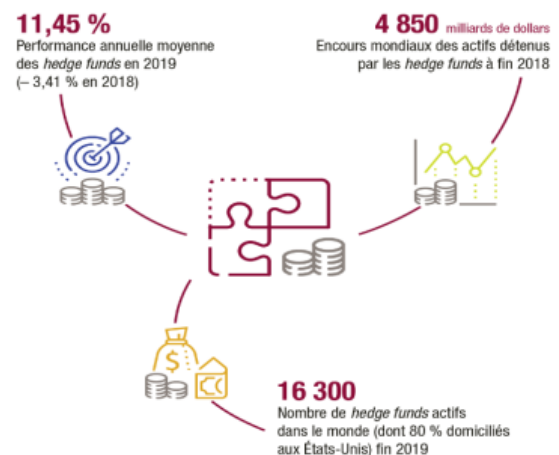 11,45 %
Performance annuelle moyenne
des hedge funds en 2019
(– 3,41 % en 2018)
4 850 milliards de dollars
Encours mondiaux des actifs détenus
par les hedge funds à fin 2018
$
16 300
Nombre de hedge funds actifs
dans le monde (dont 80 % domiciliés
aux États-Unis) fin 2019